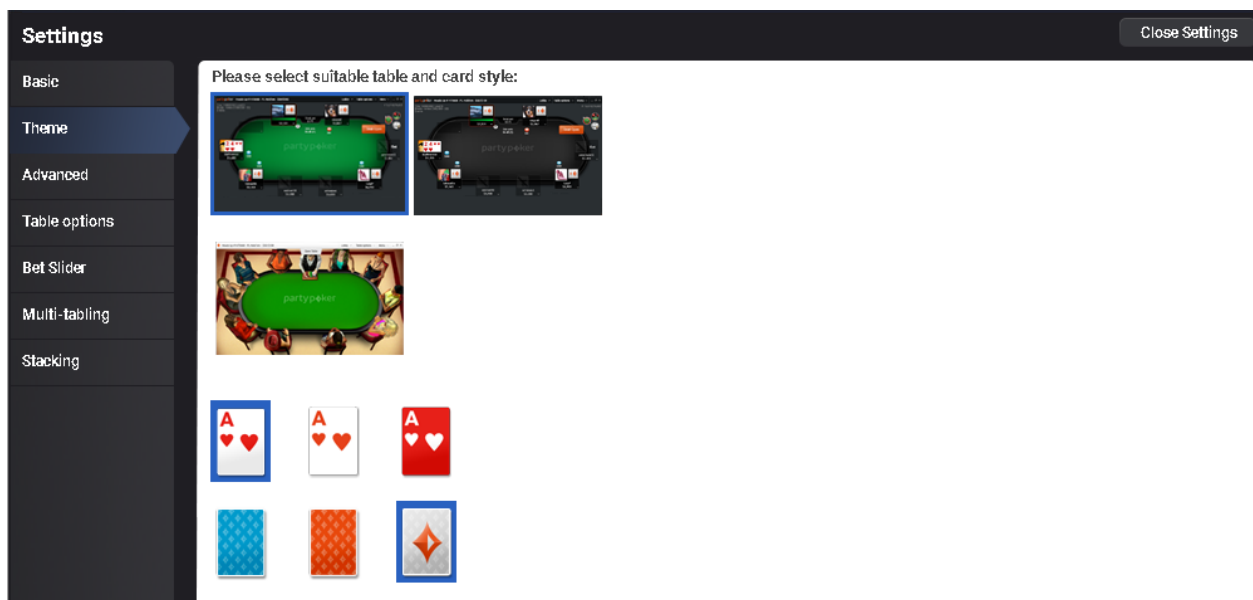 Settings
Close Settings
Basic
Theme
Advanced
Table options
Bet Slider
Multi-tabling
Stacking
Please select suitable table and card style:
partypoker
partypoker
partypoker
A
A
A